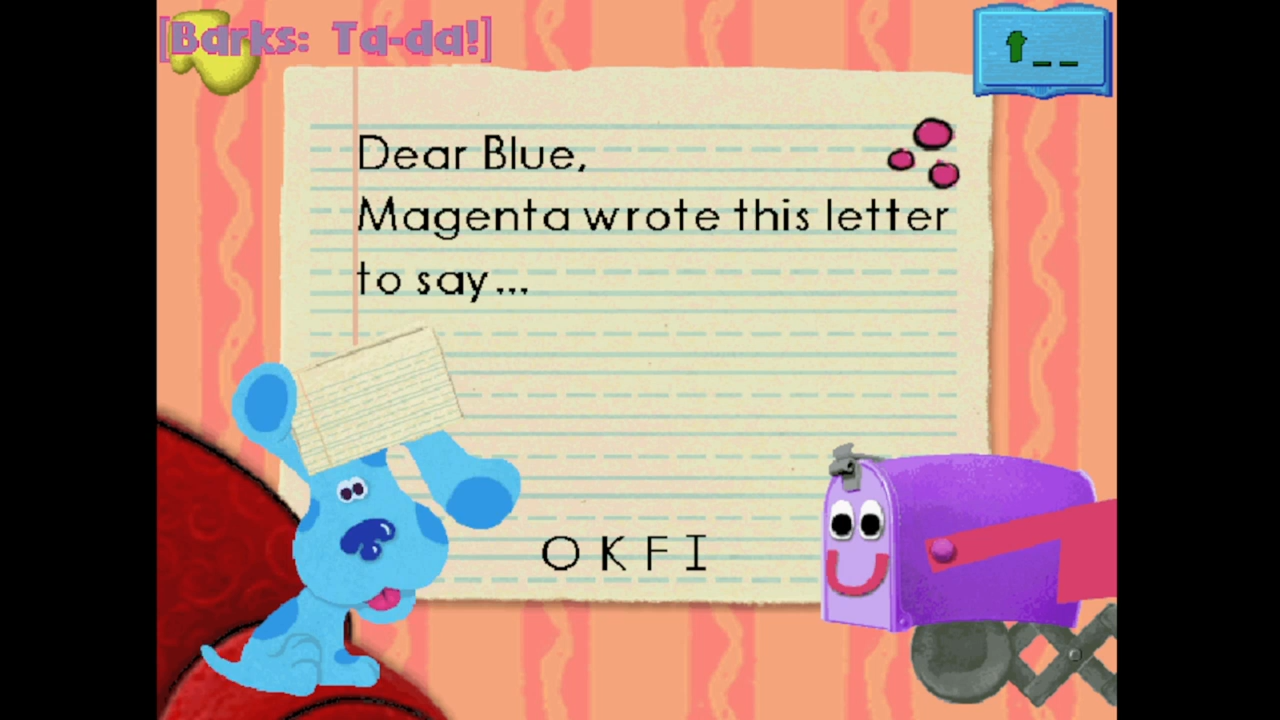 [Barks: Ta-da!]
t _ _
Dear Blue,
Magenta wrote this letter
to say...
O K F I